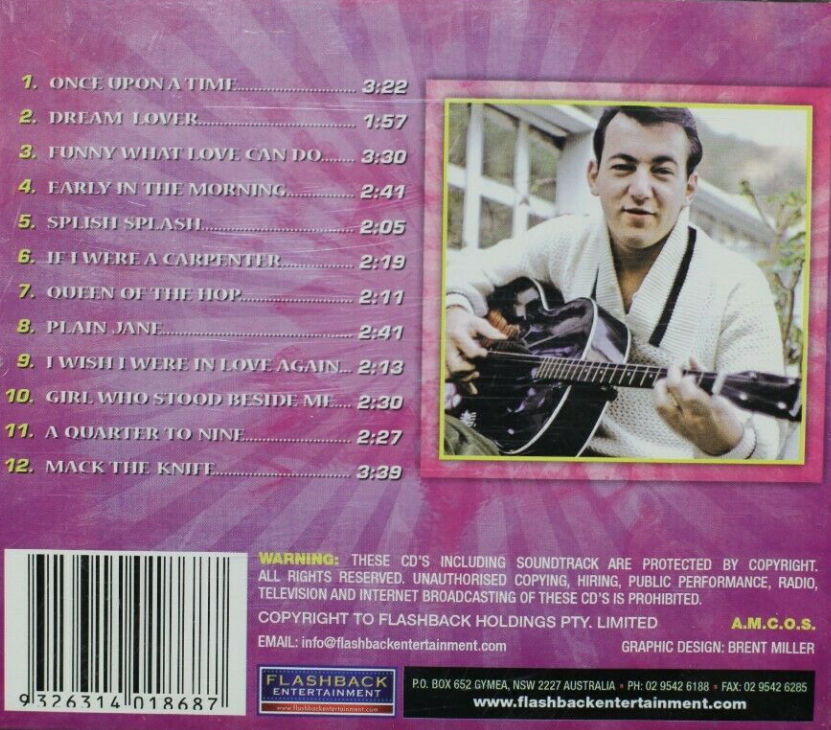 1. ONCE UPON A TIME........................ 3:22
2. DREAM LOVER................................ 1:57
3. FUNNY WHAT LOVE CAN DO....... 3:30
4. EARLY IN THE MORNING.............. 2:41
5. SPLISH SPLASH............................... 2:05
6. IF I WERE A CARPENTER............... 2:19
7. QUEEN OF THE HOP....................... 2:11
8. PLAIN JANE...................................... 2:41
9. I WISH I WERE IN LOVE AGAIN... 2:13
10. GIRL WHO STOOD BESIDE ME.... 2:30
11. A QUARTER TO NINE...................... 2:27
12. MACK THE KNIFE............................ 3:39
WARNING: THESE CD'S INCLUDING SOUNDTRACK ARE PROTECTED BY COPYRIGHT.
ALL RIGHTS RESERVED. UNAUTHORISED COPYING, HIRING, PUBLIC PERFORMANCE, RADIO,
TELEVISION AND INTERNET BROADCASTING OF THESE CD'S IS PROHIBITED.
COPYRIGHT TO FLASHBACK HOLDINGS PTY. LIMITED A.M.C.O.S.
EMAIL: info@flashbackentertainment.com GRAPHIC DESIGN: BRENT MILLER
9 326314 018687
FLASHBACK
ENTERTAINMENT
www.flashbackentertainment.com
P.O. BOX 652 GYMEA, NSW 2227 AUSTRALIA • PH: 02 9542 6188 • FAX: 02 9542 6285
www.flashbackentertainment.com